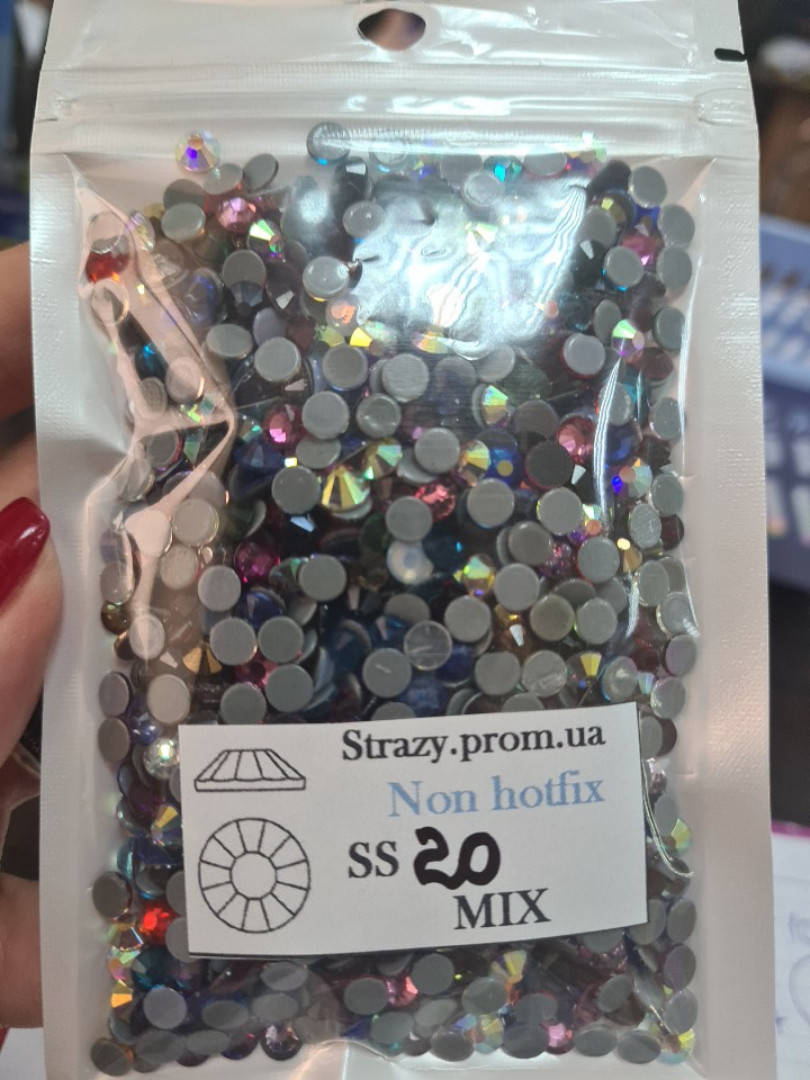 Strazy.prom.ua
Non hotfix
SS 20
MIX